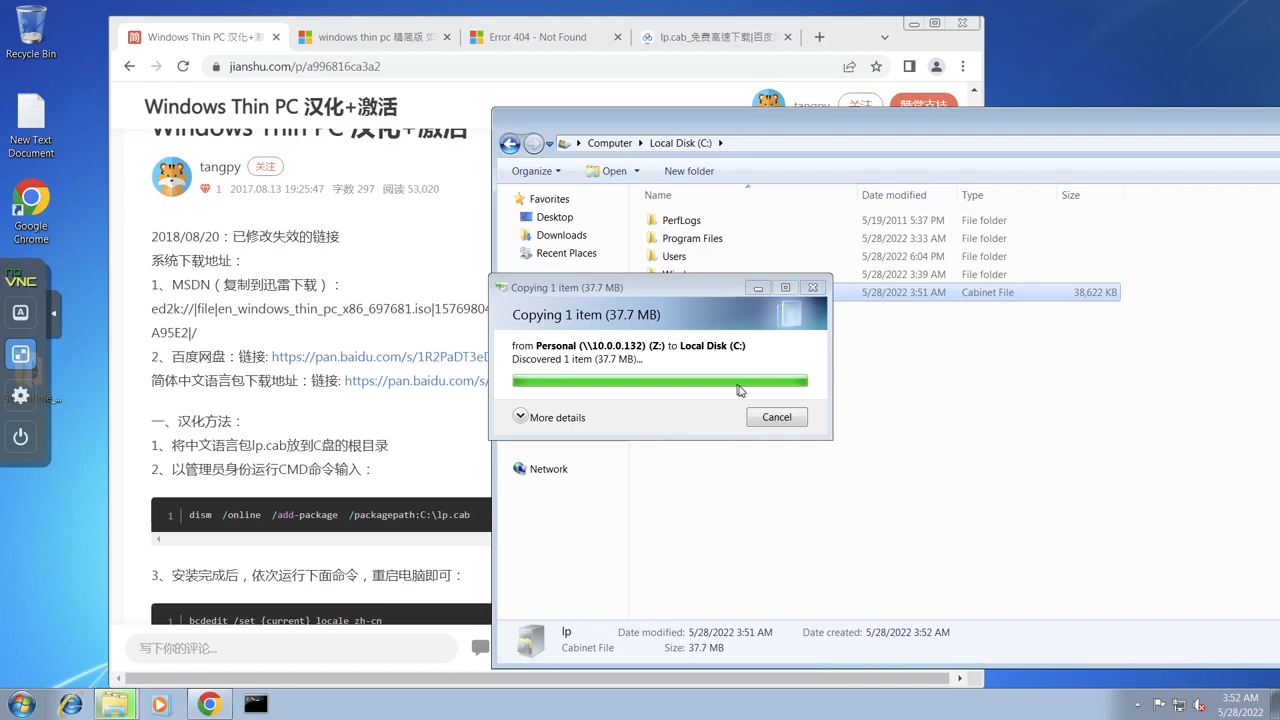 Recycle Bin
New Text
Document
Google
Chrome
noVNC
A
Windows Thin PC 汉化+激
windows thin pc 精简版 如
Error 404 - Not Found
lp.cab_免费高速下载|百度
jianshu.com/p/a996816ca3a2
Windows Thin PC 汉化+激活
tangpy
关注
赞赏支持
Windows Thin PC 汉化+激活
tangpy
关注
1 2017.08.13 19:25:47 字数 297 阅读 53,020
2018/08/20：已修改失效的链接
系统下载地址：
1、MSDN（复制到迅雷下载）：
ed2k://|file|en_windows_thin_pc_x86_697681.iso|15769804
A95E2|/
2、百度网盘：链接: https://pan.baidu.com/s/1R2PaDT3eD
简体中文语言包下载地址：链接: https://pan.baidu.com/s/
一、汉化方法：
1、将中文语言包lp.cab放到C盘的根目录
2、以管理员身份运行CMD命令输入：
1 dism /online /add-package /packagepath:C:\lp.cab
3、安装完成后，依次运行下面命令，重启电脑即可：
1 bcdedit /set {current} locale zh-cn
写下你的评论...
Computer Local Disk (C:)
Organize Open New folder
Name Date modified Type Size
Favorites
Desktop
Downloads
Recent Places
Network
PerfLogs 5/19/2011 5:37 PM File folder
Program Files 5/28/2022 3:33 AM File folder
Users 5/28/2022 6:04 PM File folder
5/28/2022 3:39 AM File folder
5/28/2022 3:51 AM Cabinet File 38,622 KB
Copying 1 item (37.7 MB)
Copying 1 item (37.7 MB)
from Personal (\\10.0.0.132) (Z:) to Local Disk (C:)
Discovered 1 item (37.7 MB)...
More details
Cancel
lp Date modified: 5/28/2022 3:51 AM Date created: 5/28/2022 3:52 AM
Cabinet File Size: 37.7 MB
3:52 AM
5/28/2022